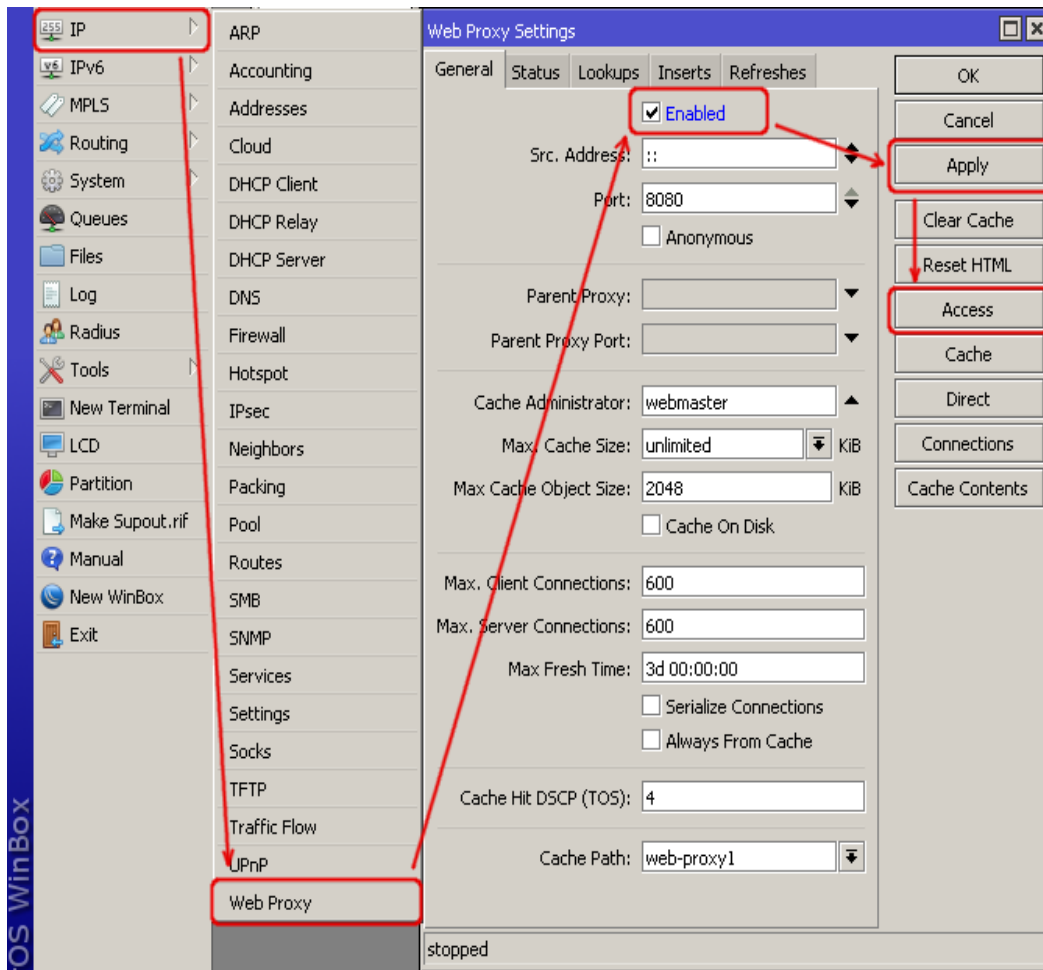 IP
IPv6
MPLS
Routing
System
Queues
Files
Log
Radius
Tools
New Terminal
LCD
Partition
Make Supout.rif
Manual
New WinBox
Exit
ARP
Accounting
Addresses
Cloud
DHCP Client
DHCP Relay
DHCP Server
DNS
Firewall
Hotspot
IPsec
Neighbors
Packing
Pool
Routes
SMB
SNMP
Services
Settings
Socks
TFTP
Traffic Flow
UPnP
Web Proxy
Web Proxy Settings
General Status Lookups Inserts Refreshes
Enabled
Src. Address: ::
Port: 8080
Anonymous
Parent Proxy:
Parent Proxy Port:
Cache Administrator: webmaster
Max. Cache Size: unlimited KiB
Max Cache Object Size: 2048 KiB
Cache On Disk
Max. Client Connections: 600
Max. Server Connections: 600
Max Fresh Time: 3d 00:00:00
Serialize Connections
Always From Cache
Cache Hit DSCP (TOS): 4
Cache Path: web-proxy1
stopped
OK
Cancel
Apply
Clear Cache
Reset HTML
Access
Cache
Direct
Connections
Cache Contents
OS WinBox
255
v6